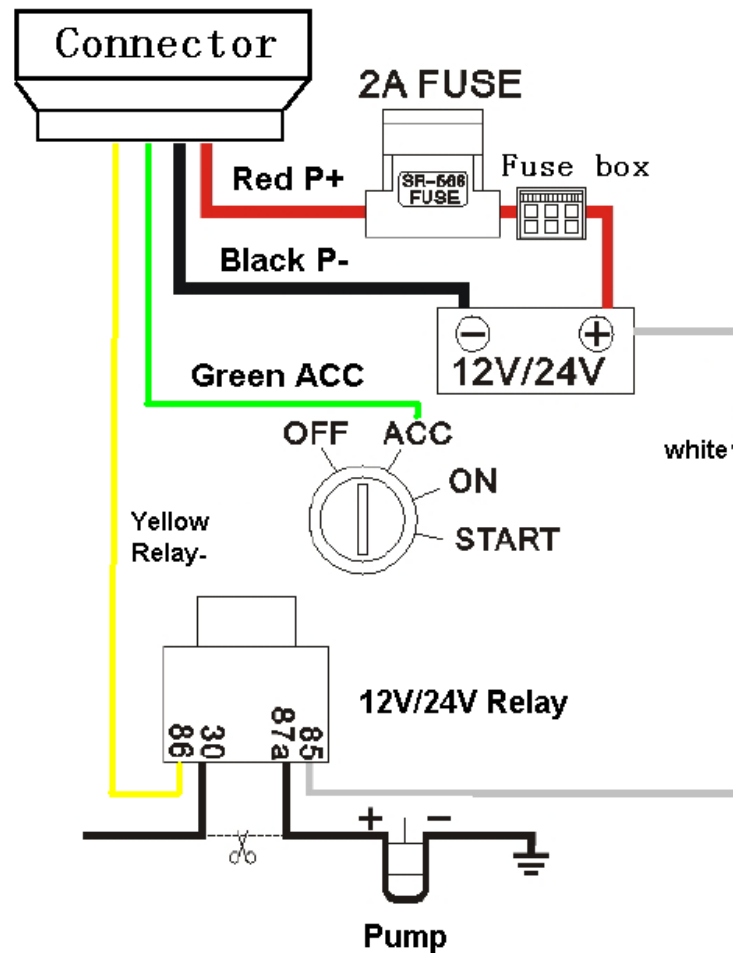 Connector
2A FUSE
Fuse box
SR-566
FUSE
Red P+
Black P-
− +
12V/24V
Green ACC
OFF ACC
white
ON
START
Yellow
Relay-
12V/24V Relay
86 30 87a 85
+ −
Pump